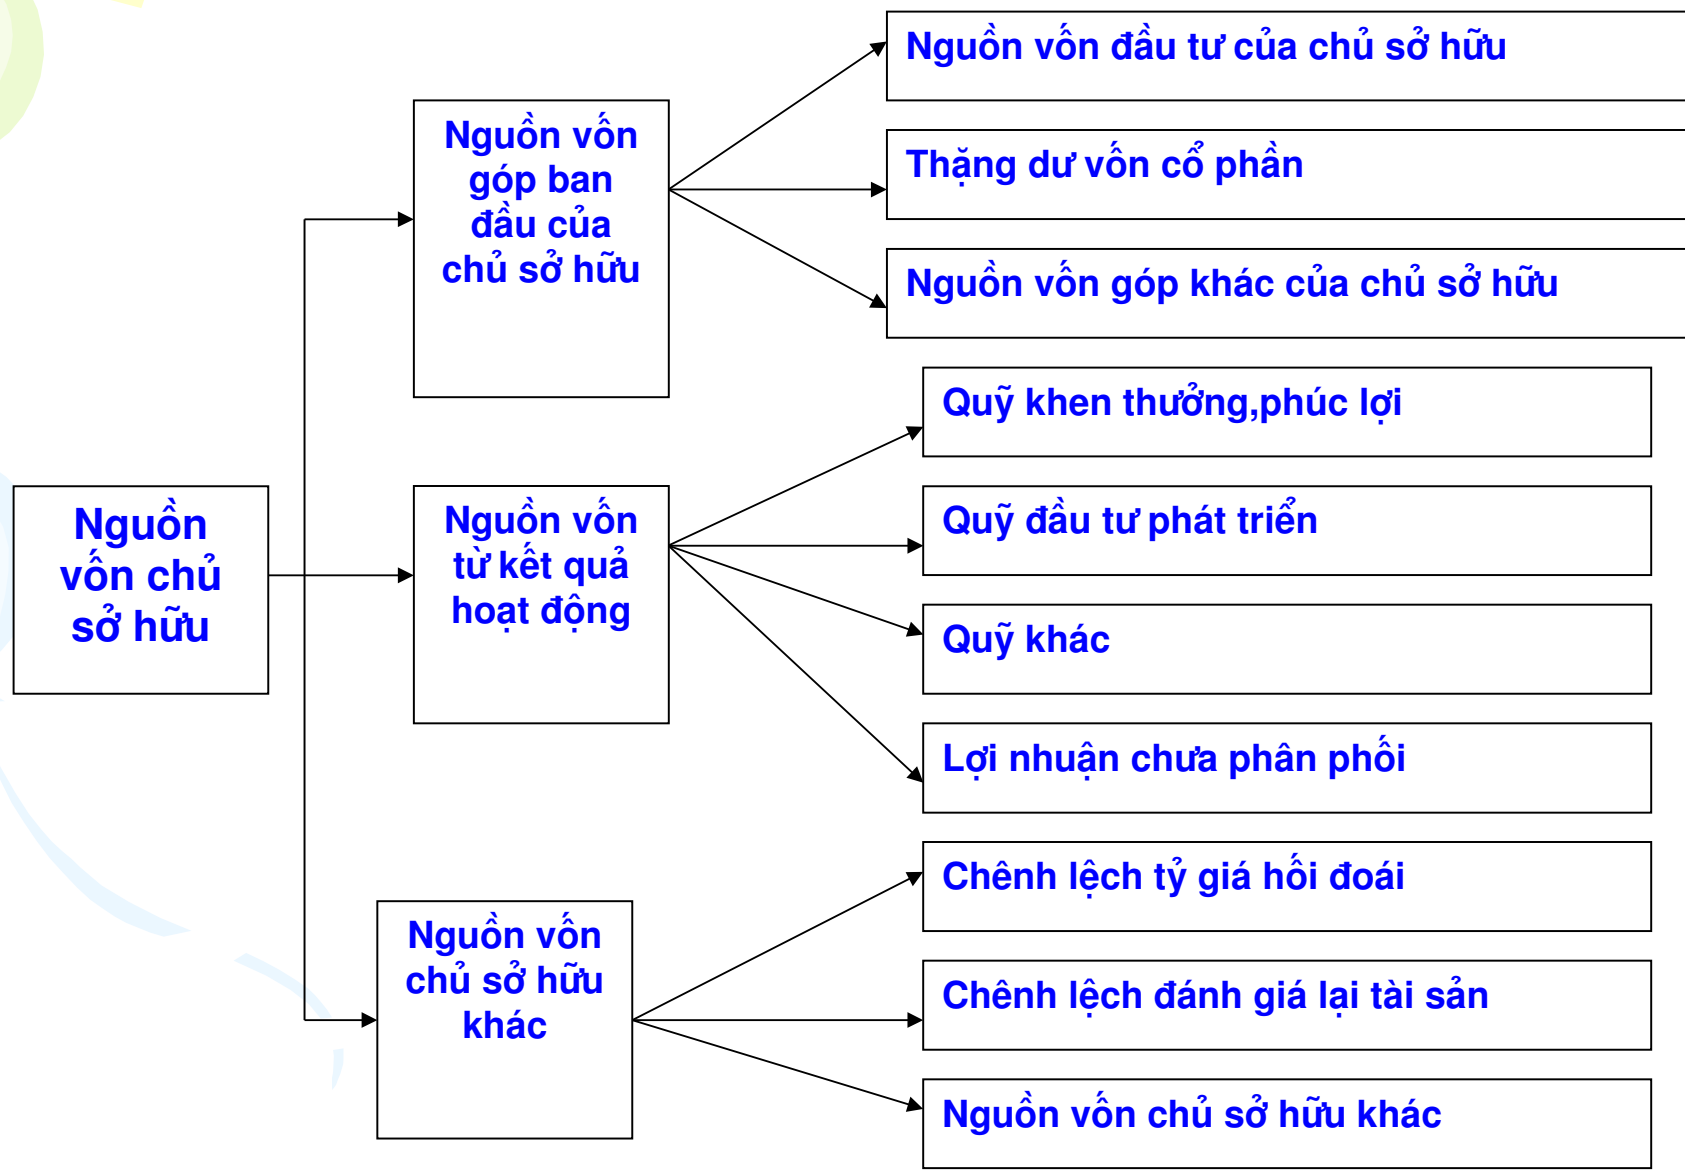 Nguồn
vốn chủ
sở hữu
Nguồn vốn
góp ban
đầu của
chủ sở hữu
Nguồn vốn đầu tư của chủ sở hữu
Thặng dư vốn cổ phần
Nguồn vốn góp khác của chủ sở hữu
Nguồn vốn
từ kết quả
hoạt động
Quỹ khen thưởng,phúc lợi
Quỹ đầu tư phát triển
Quỹ khác
Lợi nhuận chưa phân phối
Nguồn vốn
chủ sở hữu
khác
Chênh lệch tỷ giá hối đoái
Chênh lệch đánh giá lại tài sản
Nguồn vốn chủ sở hữu khác